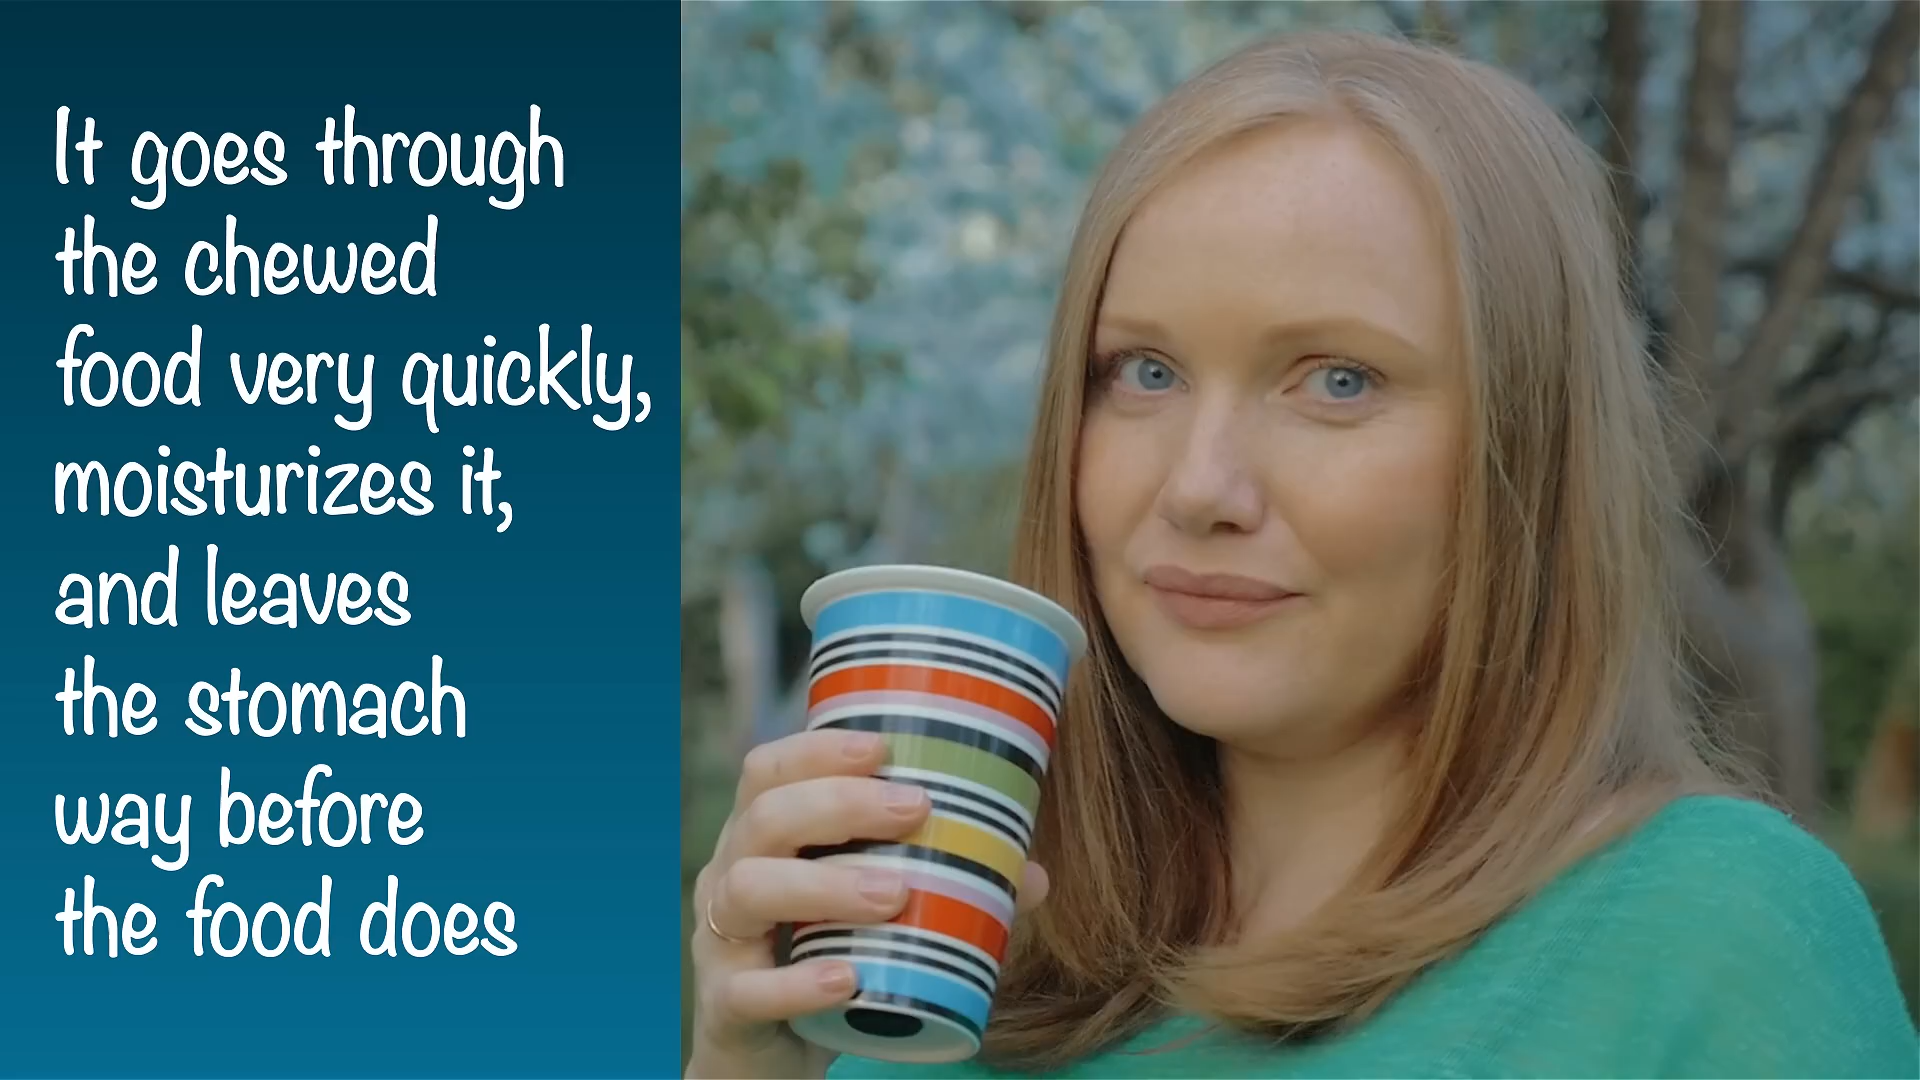 It goes through
the chewed
food very quickly,
moisturizes it,
and leaves
the stomach
way before
the food does